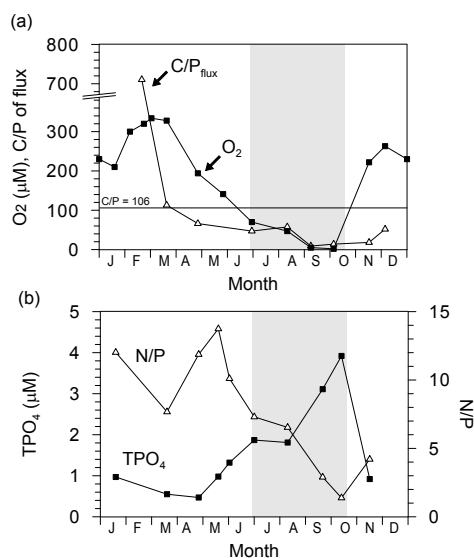 (a)
800
700
300
200
100
0
O2 (µM), C/P of flux
C/Pflux
O2
C/P = 106
J F M A M J J A S O N D
Month
(b)
5
4
3
2
1
0
TPO4 (µM)
15
10
5
0
N/P
N/P
TPO4
J F M A M J J A S O N D
Month